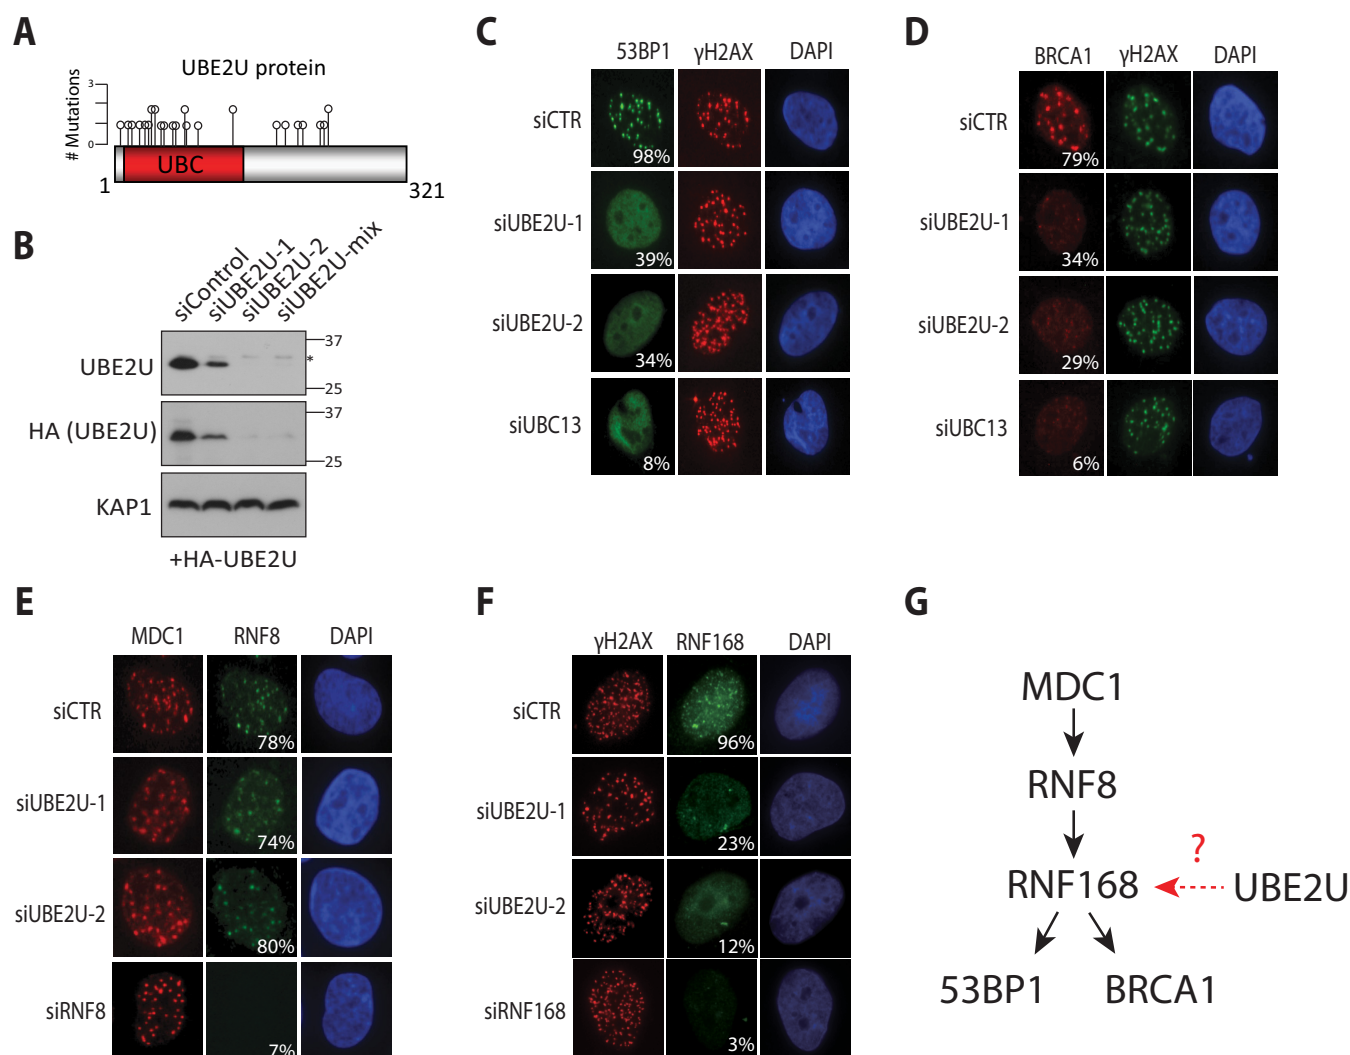 A
UBE2U protein
# Mutations
3
0
UBC
1
321
B
siControl
siUBE2U-1
siUBE2U-2
siUBE2U-mix
UBE2U
37
*
25
HA (UBE2U)
37
25
KAP1
+HA-UBE2U
C
53BP1 γH2AX DAPI
siCTR
98%
siUBE2U-1
39%
siUBE2U-2
34%
siUBC13
8%
D
BRCA1 γH2AX DAPI
siCTR
79%
siUBE2U-1
34%
siUBE2U-2
29%
siUBC13
6%
E
MDC1 RNF8 DAPI
siCTR
78%
siUBE2U-1
74%
siUBE2U-2
80%
siRNF8
7%
F
γH2AX RNF168 DAPI
siCTR
96%
siUBE2U-1
23%
siUBE2U-2
12%
siRNF168
3%
G
MDC1
RNF8
?
RNF168 UBE2U
53BP1 BRCA1